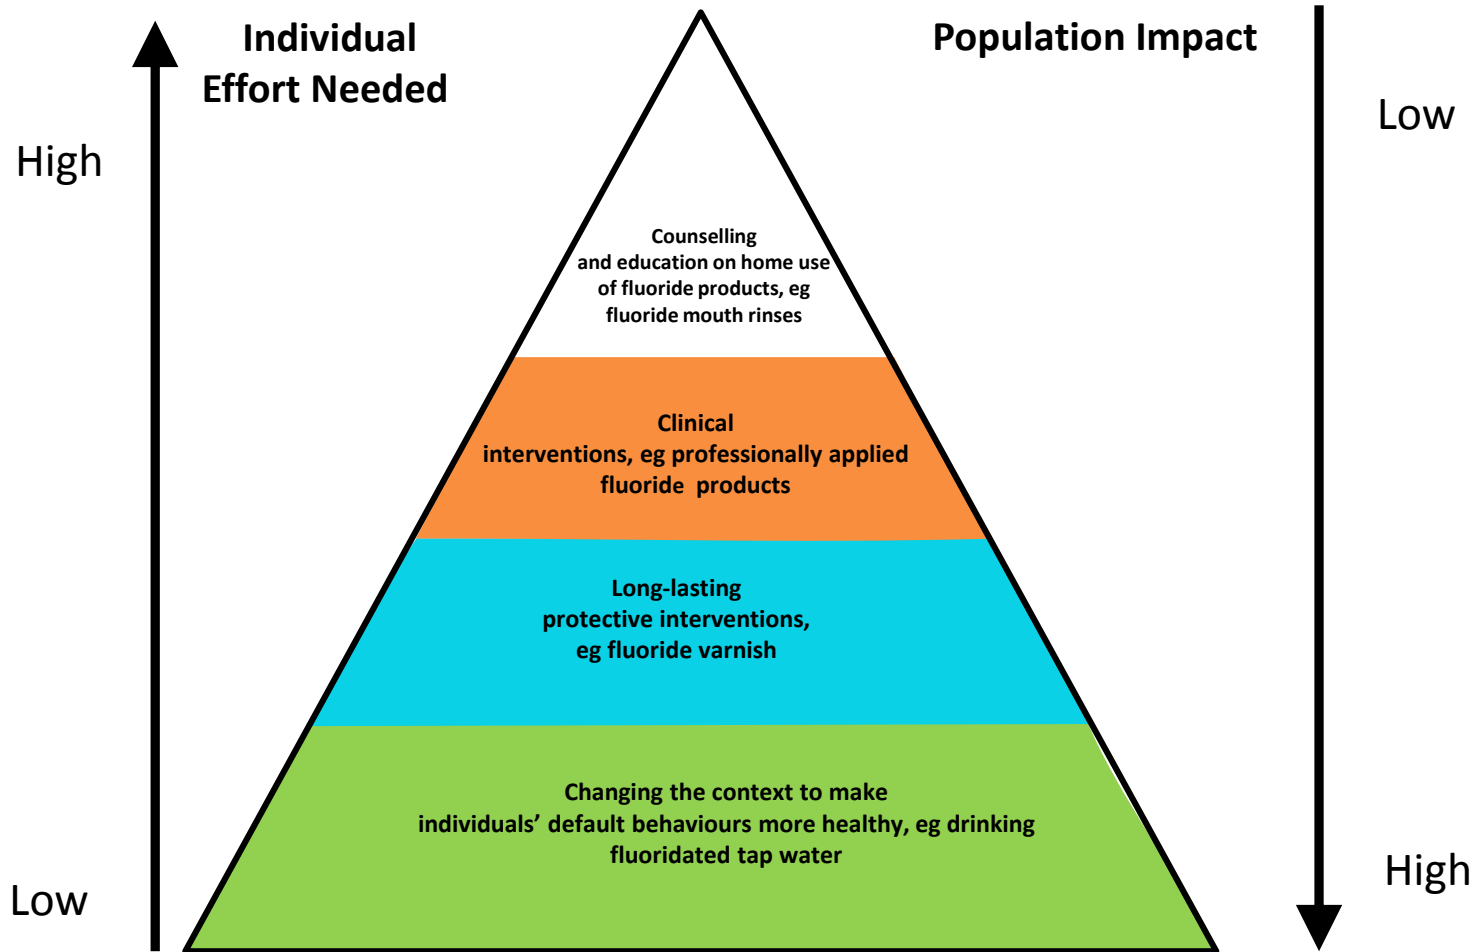 Individual
Effort Needed
Population Impact
High
Low
Counselling
and education on home use
of fluoride products, eg
fluoride mouth rinses
Clinical
interventions, eg professionally applied
fluoride products
Long-lasting
protective interventions,
eg fluoride varnish
Changing the context to make
individuals’ default behaviours more healthy, eg drinking
fluoridated tap water
Low
High